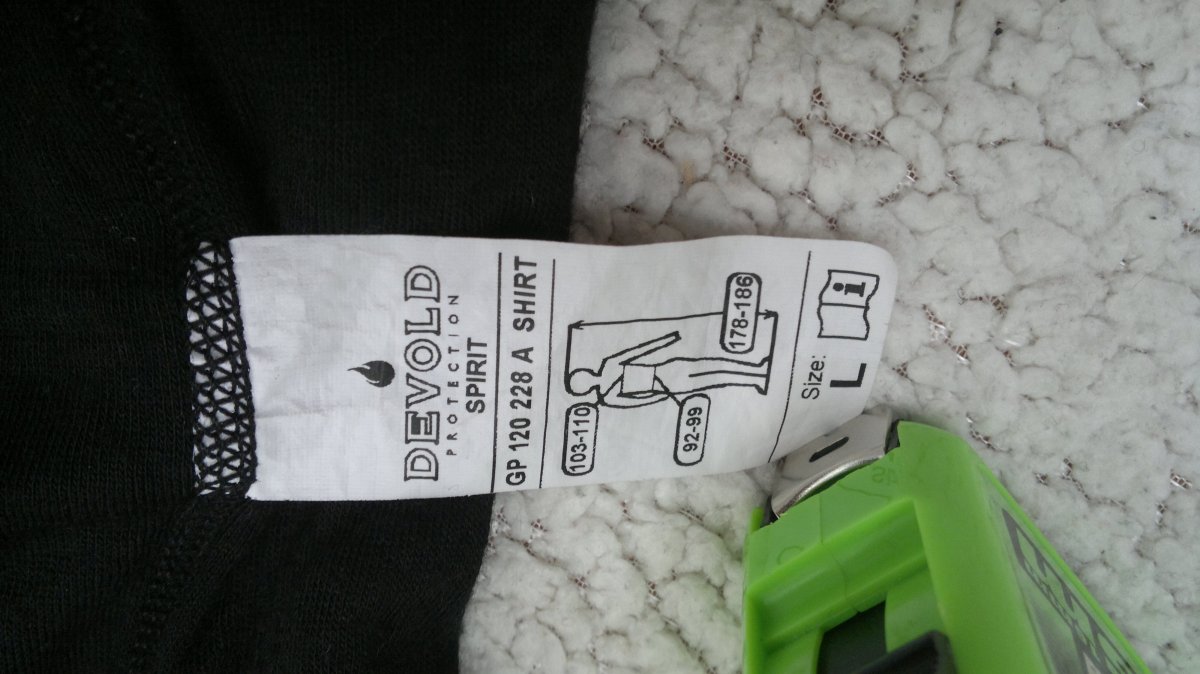 DEVOLD
PROTECTION
SPIRIT
GP 120 228 A SHIRT
178-186
103-110
92-99
i
Size:
L